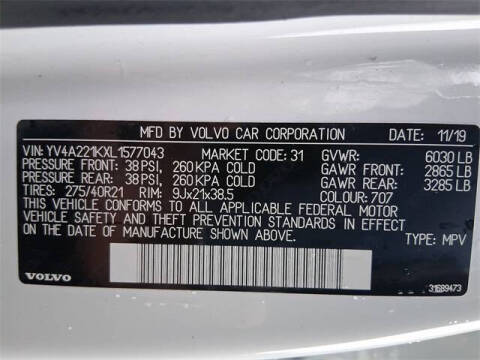 MFD BY VOLVO CAR CORPORATION DATE: 11/19
VIN: YV4A221KXL1577043 MARKET CODE: 31 GVWR: 6030 LB
PRESSURE FRONT: 38 PSI, 260 KPA COLD GAWR FRONT: 2865 LB
PRESSURE REAR: 38 PSI, 260 KPA COLD GAWR REAR: 3285 LB
TIRES: 275/40R21 RIM: 9Jx21x38.5 COLOUR: 707
THIS VEHICLE CONFORMS TO ALL APPLICABLE FEDERAL MOTOR
VEHICLE SAFETY AND THEFT PREVENTION STANDARDS IN EFFECT
ON THE DATE OF MANUFACTURE SHOWN ABOVE. TYPE: MPV
VOLVO 31689473